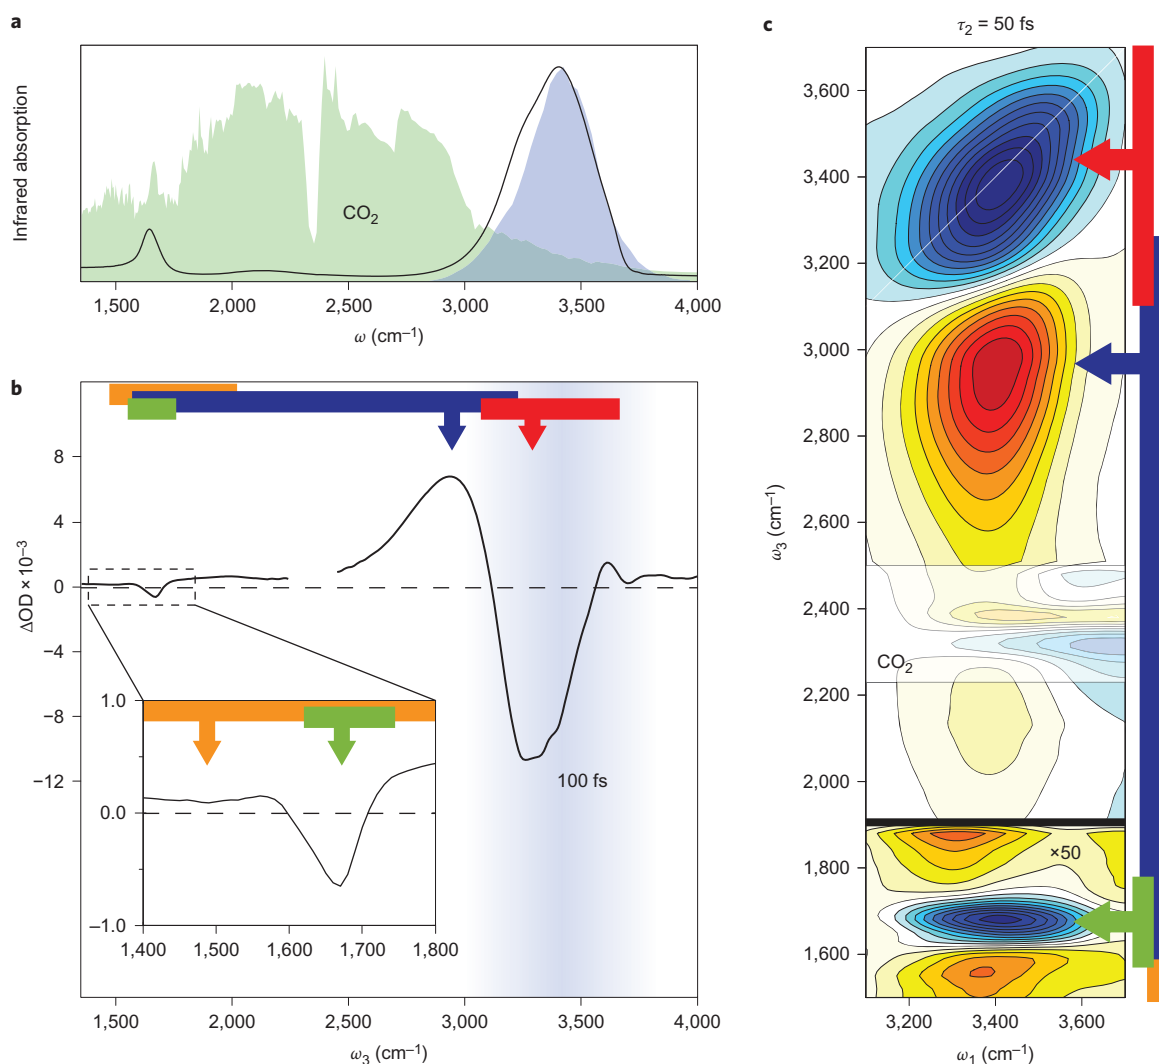 a
Infrared absorption
CO2
1,500 2,000 2,500 3,000 3,500 4,000
ω (cm−1)
b
ΔOD × 10−3
8
4
0
−4
−8
−12
100 fs
1.0
0.0
−1.0
1,400 1,500 1,600 1,700 1,800
1,500 2,000 2,500 3,000 3,500 4,000
ω3 (cm−1)
c
τ2 = 50 fs
ω3 (cm−1)
3,600
3,400
3,200
3,000
2,800
2,600
2,400
CO2
2,200
2,000
×50
1,800
1,600
3,200 3,400 3,600
ω1 (cm−1)